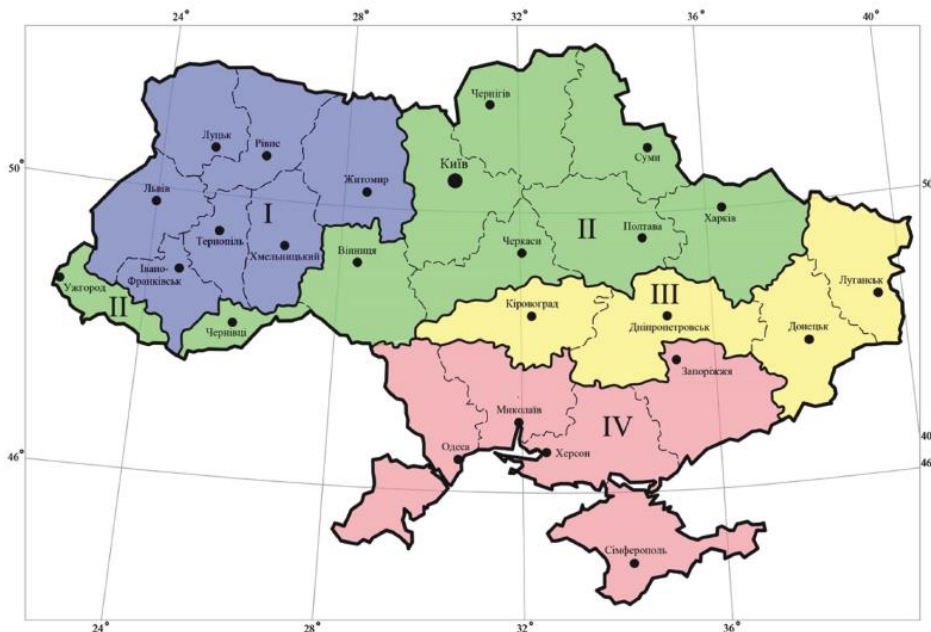 24°
28°
32°
36°
40°
Чернігів
Луцьк
Рівне
Суми
50°
Київ
50
Житомир
Львів
I
Харків
Тернопіль
II
Полтава
Хмельницький
Черкаси
Вінниця
Івано-
Франківськ
Ужгород
Луганськ
II
III
Кіровоград
Чернівці
Дніпропетровськ
Донецьк
Запоріжжя
Миколаїв
IV
40
46°
Одеса
Херсон
46
Сімферополь
24°
28°
32°
36°